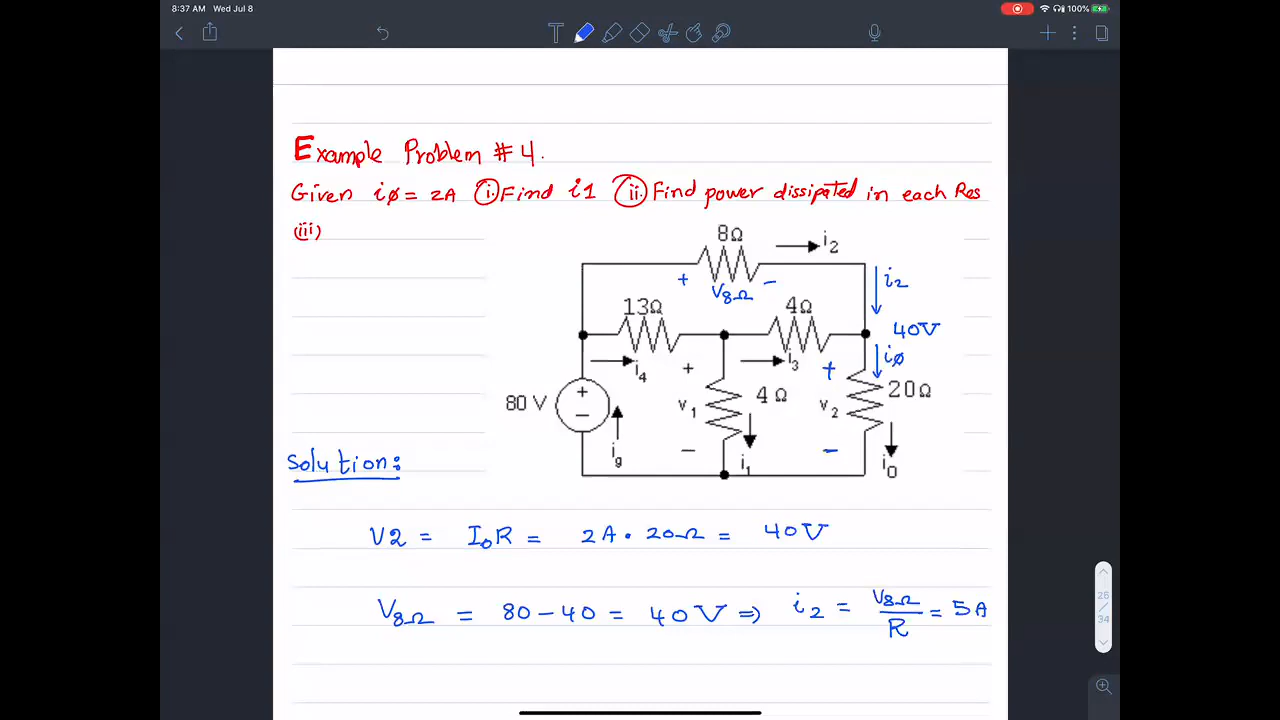 8:37 AM Wed Jul 8
100%
T
Example Problem # 4.
Given iø = 2A (i.) Find i1 (ii.) Find power dissipated in each Res
(iii)
8Ω
i2
+ V8Ω −
i2
13Ω
4Ω
40V
i4
+
i3
+
iø
80 V
+
−
v1
4 Ω
v2
20Ω
ig
−
i1
−
i0
Solution:
V2 = I0R = 2A • 20Ω = 40V
V8Ω = 80 − 40 = 40V ⇒ i2 = V8Ω / R = 5A
25
/
34